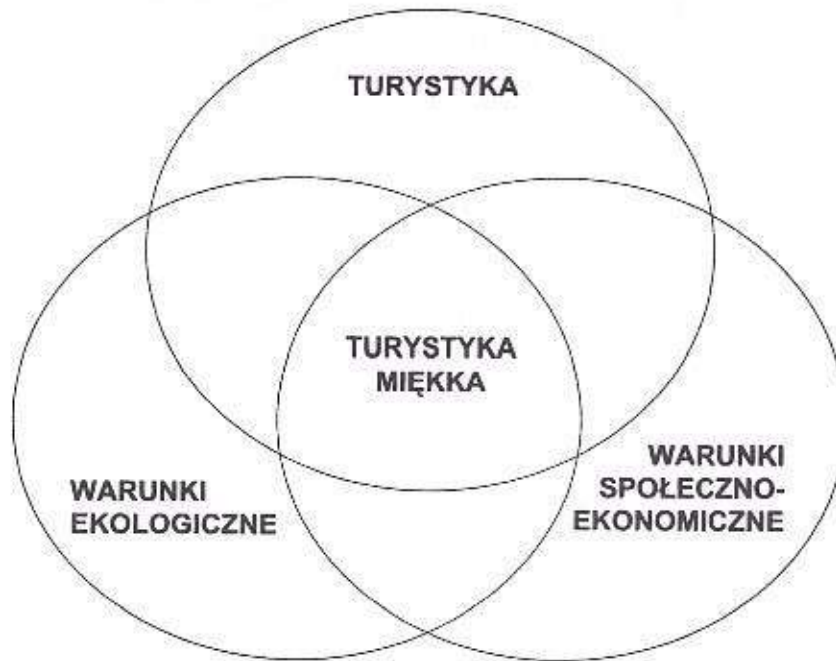 TURYSTYKA
TURYSTYKA
MIĘKKA
WARUNKI
EKOLOGICZNE
WARUNKI
SPOŁECZNO-
EKONOMICZNE